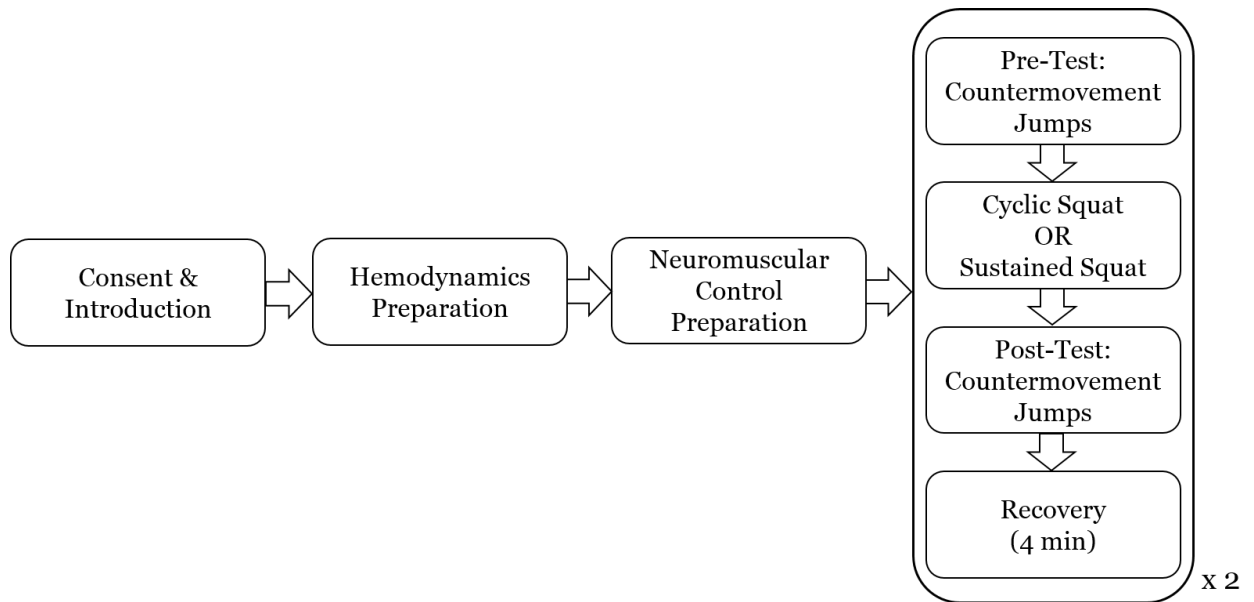 Consent &
Introduction
Hemodynamics
Preparation
Neuromuscular
Control
Preparation
Pre-Test:
Countermovement
Jumps
Cyclic Squat
OR
Sustained Squat
Post-Test:
Countermovement
Jumps
Recovery
(4 min)
x 2